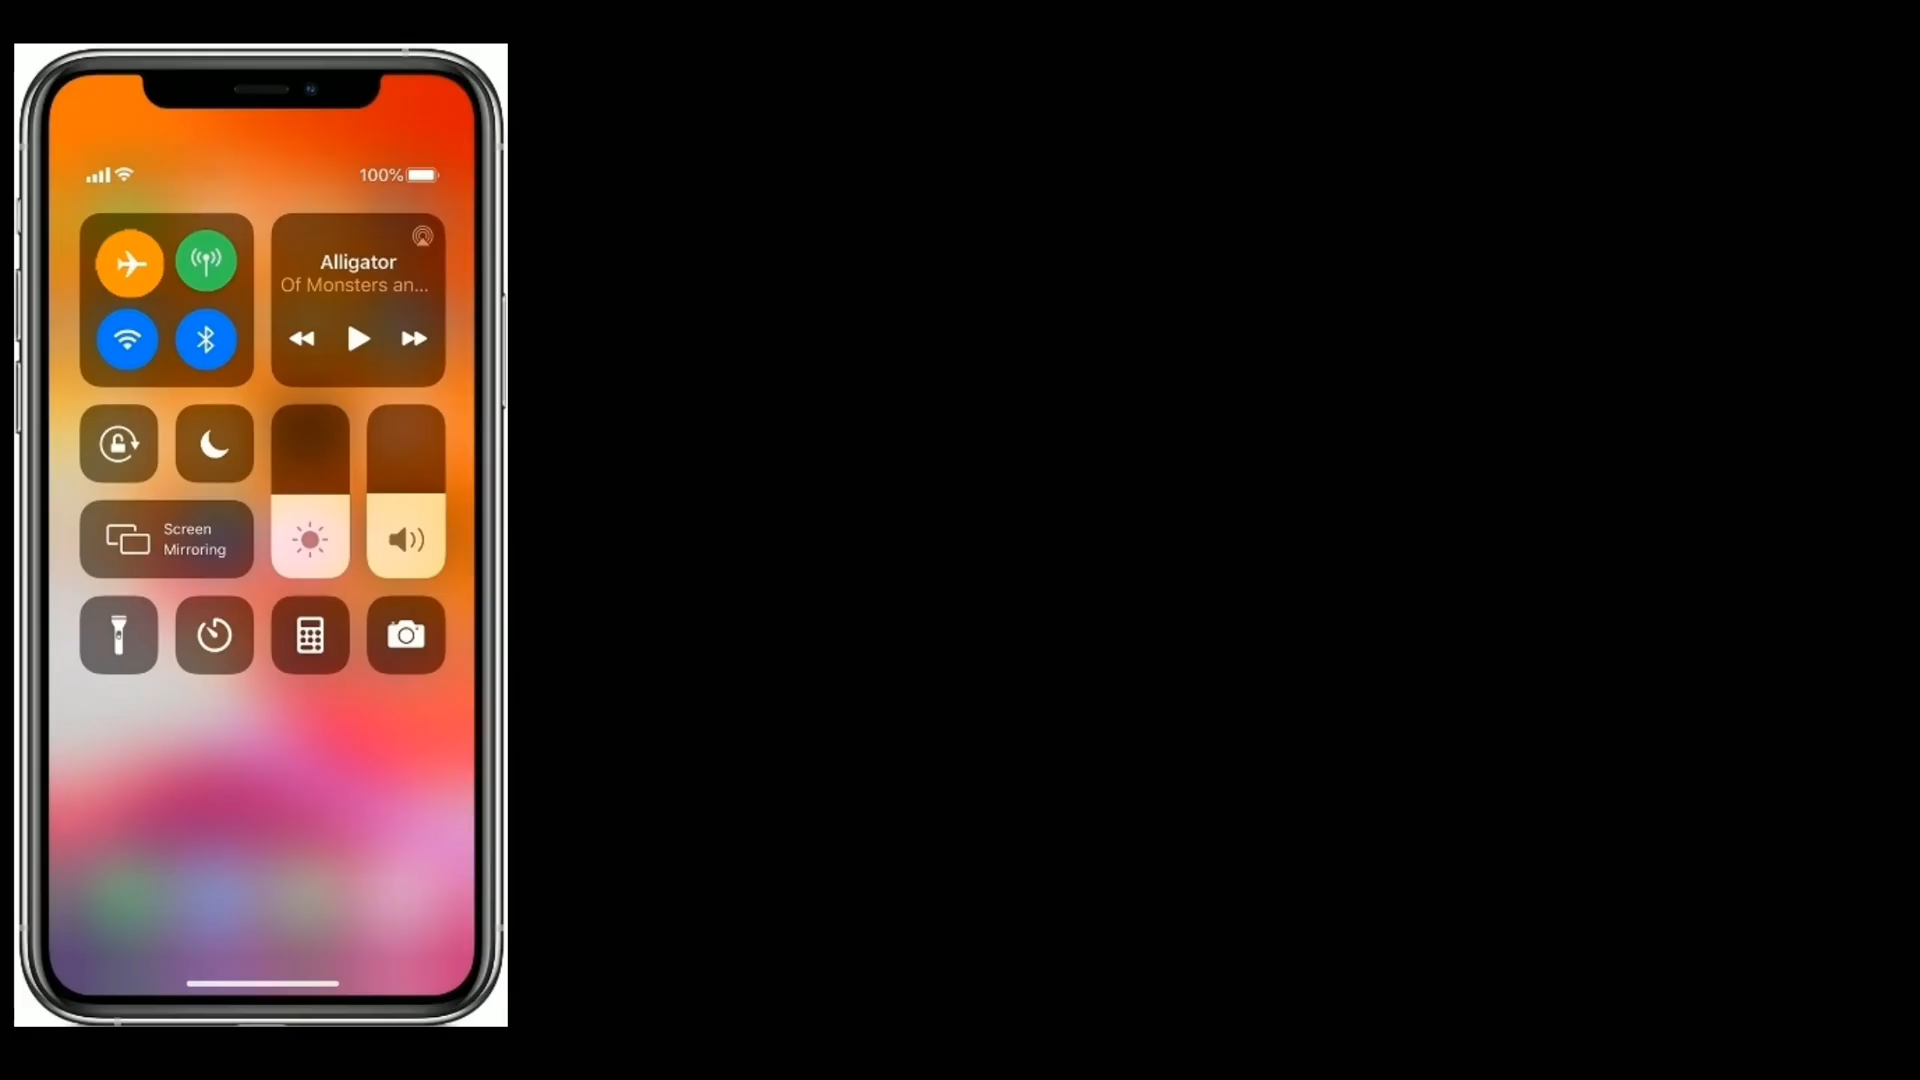 100%
Alligator
Of Monsters an...
Screen
Mirroring